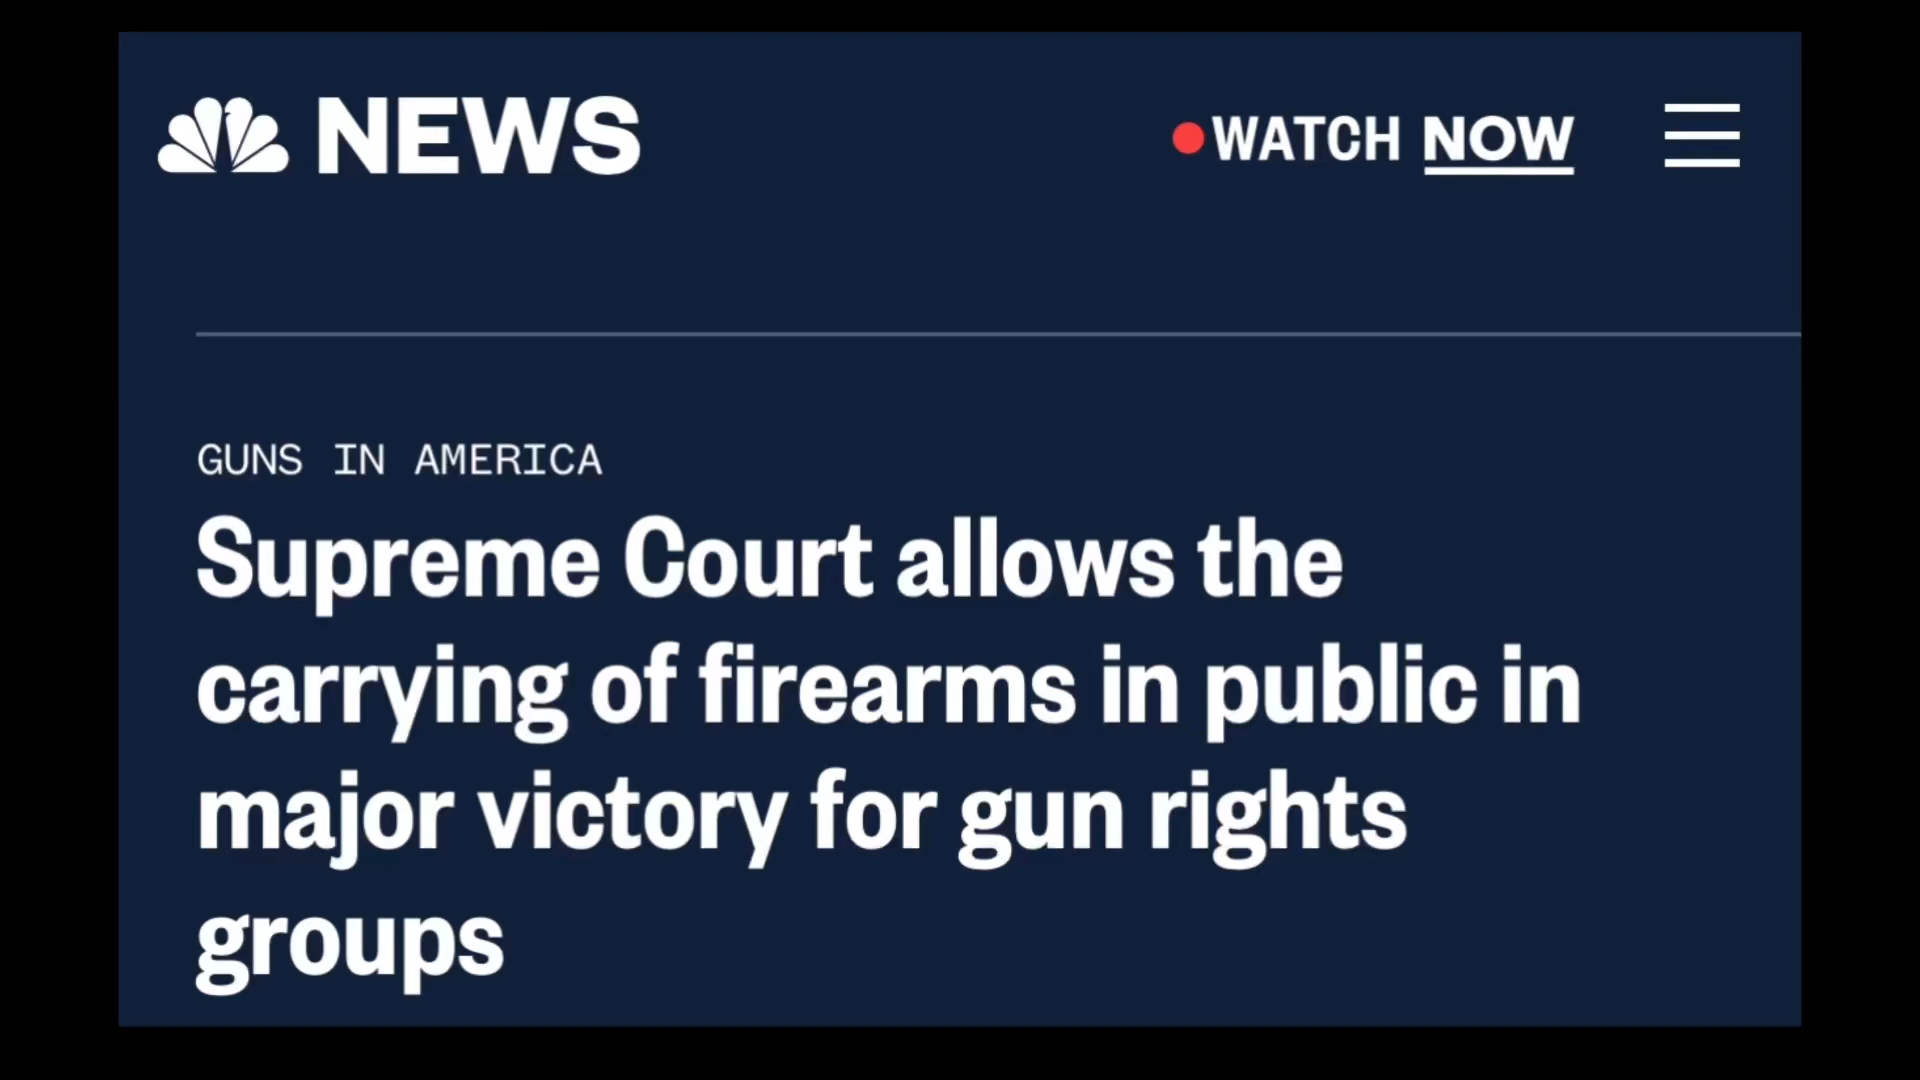 NEWS
WATCH NOW
GUNS IN AMERICA
Supreme Court allows the
carrying of firearms in public in
major victory for gun rights
groups